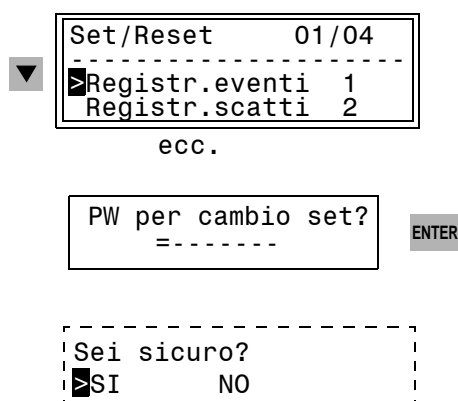 Set/Reset 01/04
---------------------
▼
>Registr.eventi 1
Registr.scatti 2
ecc.
PW per cambio set?
=-------
ENTER
Sei sicuro?
>SI NO